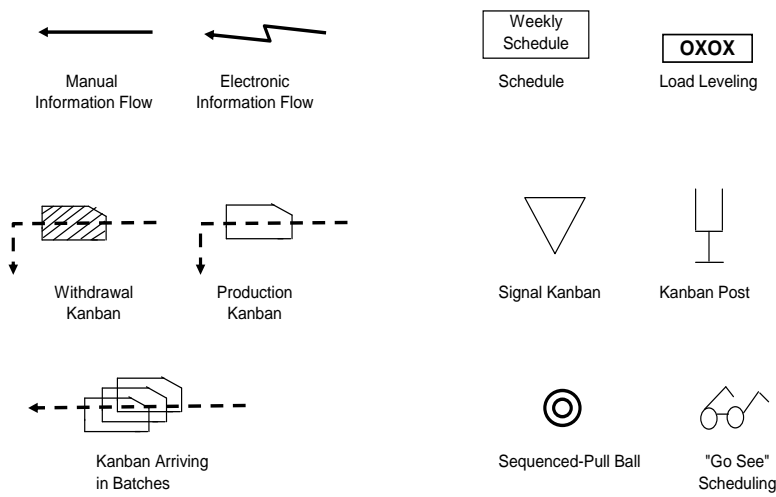 Weekly
Schedule
OXOX
Manual
Information Flow
Electronic
Information Flow
Schedule
Load Leveling
Withdrawal
Kanban
Production
Kanban
Signal Kanban
Kanban Post
Kanban Arriving
in Batches
Sequenced-Pull Ball
"Go See"
Scheduling